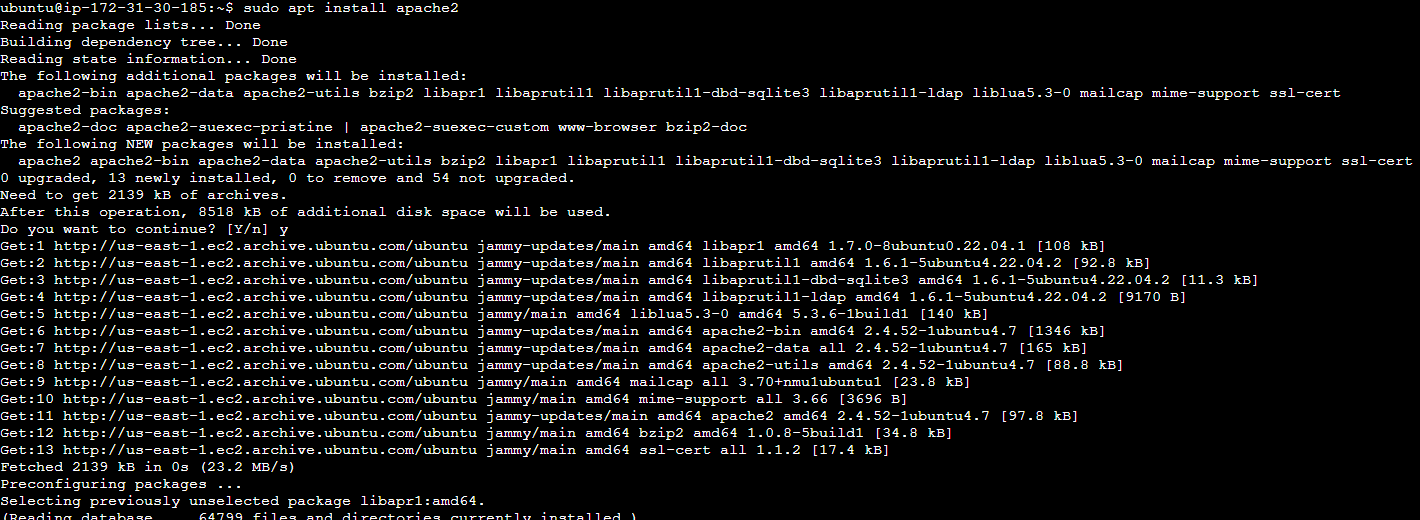 ubuntu@ip-172-31-30-185:~$ sudo apt install apache2
Reading package lists... Done
Building dependency tree... Done
Reading state information... Done
The following additional packages will be installed:
  apache2-bin apache2-data apache2-utils bzip2 libapr1 libaprutil1 libaprutil1-dbd-sqlite3 libaprutil1-ldap liblua5.3-0 mailcap mime-support ssl-cert
Suggested packages:
  apache2-doc apache2-suexec-pristine | apache2-suexec-custom www-browser bzip2-doc
The following NEW packages will be installed:
  apache2 apache2-bin apache2-data apache2-utils bzip2 libapr1 libaprutil1 libaprutil1-dbd-sqlite3 libaprutil1-ldap liblua5.3-0 mailcap mime-support ssl-cert
0 upgraded, 13 newly installed, 0 to remove and 54 not upgraded.
Need to get 2139 kB of archives.
After this operation, 8518 kB of additional disk space will be used.
Do you want to continue? [Y/n] y
Get:1 http://us-east-1.ec2.archive.ubuntu.com/ubuntu jammy-updates/main amd64 libapr1 amd64 1.7.0-8ubuntu0.22.04.1 [108 kB]
Get:2 http://us-east-1.ec2.archive.ubuntu.com/ubuntu jammy-updates/main amd64 libaprutil1 amd64 1.6.1-5ubuntu4.22.04.2 [92.8 kB]
Get:3 http://us-east-1.ec2.archive.ubuntu.com/ubuntu jammy-updates/main amd64 libaprutil1-dbd-sqlite3 amd64 1.6.1-5ubuntu4.22.04.2 [11.3 kB]
Get:4 http://us-east-1.ec2.archive.ubuntu.com/ubuntu jammy-updates/main amd64 libaprutil1-ldap amd64 1.6.1-5ubuntu4.22.04.2 [9170 B]
Get:5 http://us-east-1.ec2.archive.ubuntu.com/ubuntu jammy/main amd64 liblua5.3-0 amd64 5.3.6-1build1 [140 kB]
Get:6 http://us-east-1.ec2.archive.ubuntu.com/ubuntu jammy-updates/main amd64 apache2-bin amd64 2.4.52-1ubuntu4.7 [1346 kB]
Get:7 http://us-east-1.ec2.archive.ubuntu.com/ubuntu jammy-updates/main amd64 apache2-data all 2.4.52-1ubuntu4.7 [165 kB]
Get:8 http://us-east-1.ec2.archive.ubuntu.com/ubuntu jammy-updates/main amd64 apache2-utils amd64 2.4.52-1ubuntu4.7 [88.8 kB]
Get:9 http://us-east-1.ec2.archive.ubuntu.com/ubuntu jammy/main amd64 mailcap all 3.70+nmu1ubuntu1 [23.8 kB]
Get:10 http://us-east-1.ec2.archive.ubuntu.com/ubuntu jammy/main amd64 mime-support all 3.66 [3696 B]
Get:11 http://us-east-1.ec2.archive.ubuntu.com/ubuntu jammy-updates/main amd64 apache2 amd64 2.4.52-1ubuntu4.7 [97.8 kB]
Get:12 http://us-east-1.ec2.archive.ubuntu.com/ubuntu jammy/main amd64 bzip2 amd64 1.0.8-5build1 [34.8 kB]
Get:13 http://us-east-1.ec2.archive.ubuntu.com/ubuntu jammy/main amd64 ssl-cert all 1.1.2 [17.4 kB]
Fetched 2139 kB in 0s (23.2 MB/s)
Preconfiguring packages ...
Selecting previously unselected package libapr1:amd64.
(Reading database ... 64799 files and directories currently installed.)